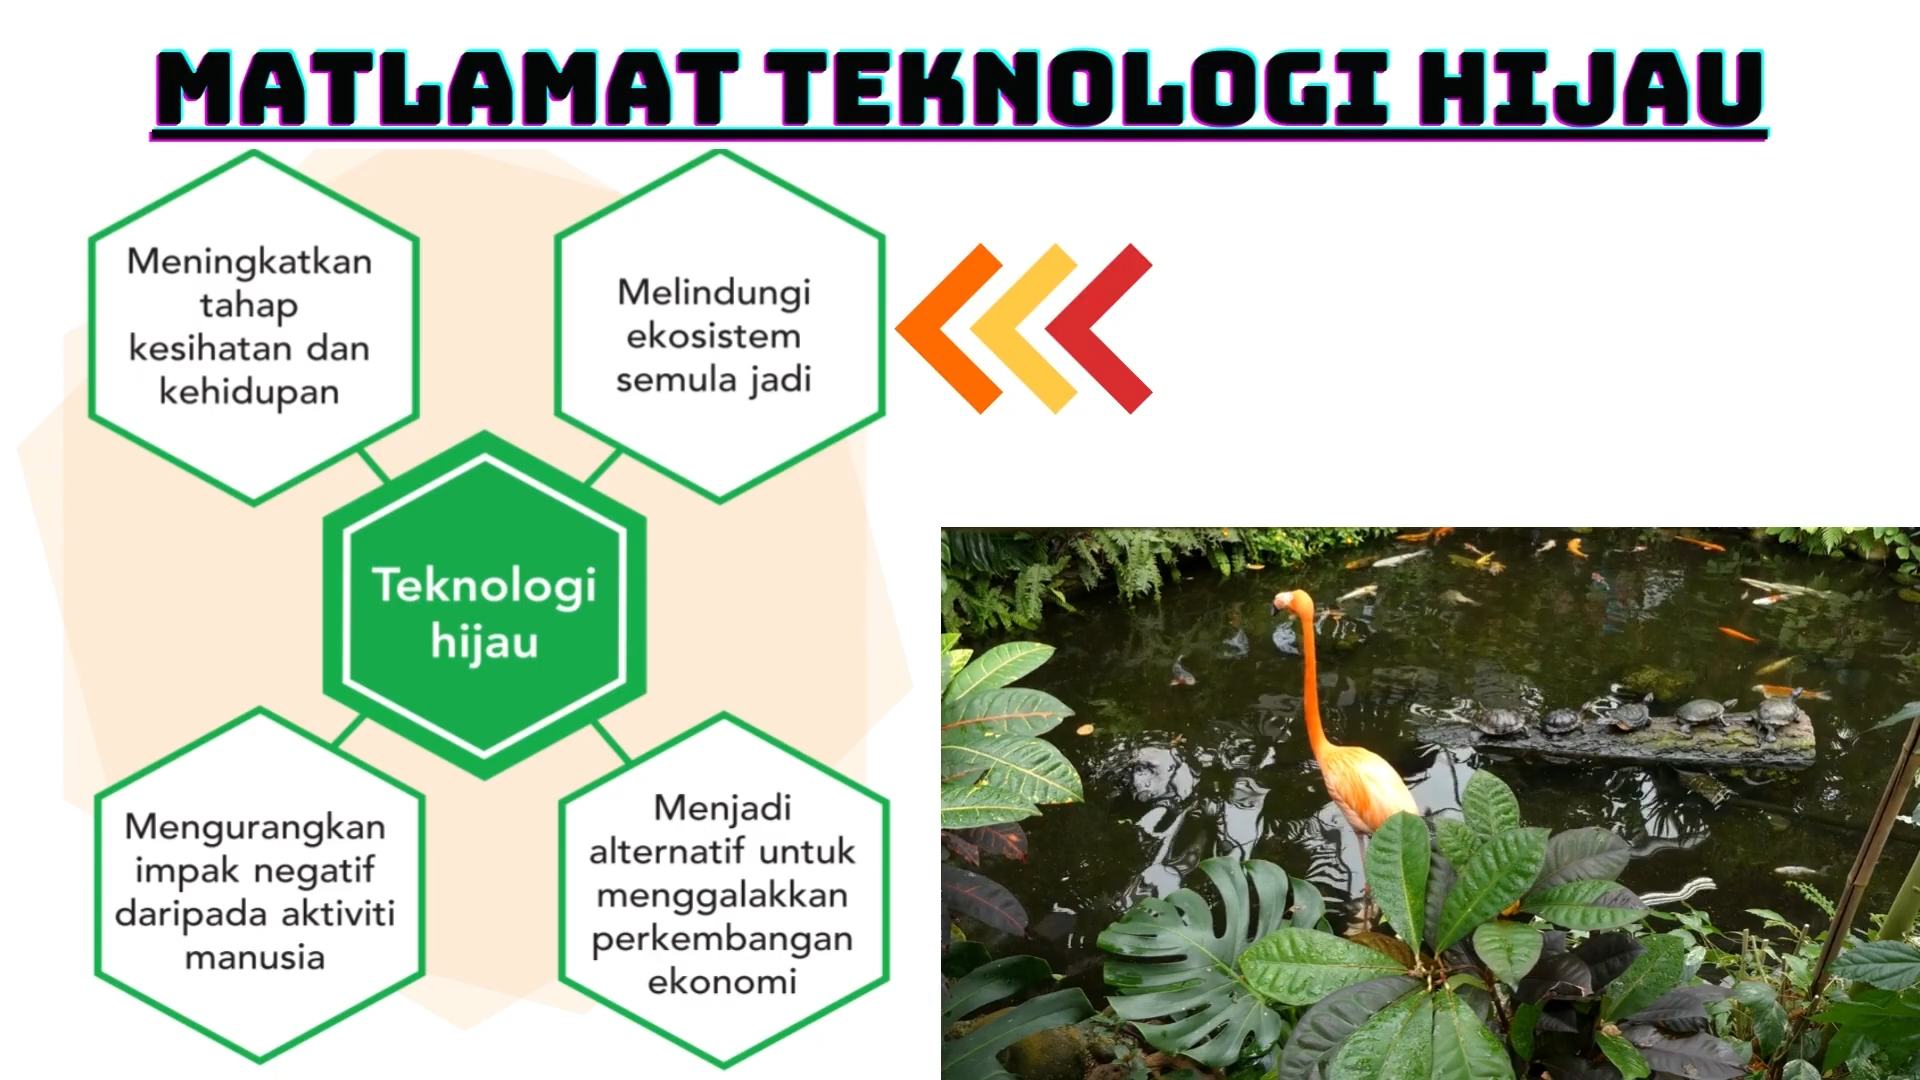 MATLAMAT TEKNOLOGI HIJAU
Meningkatkan
tahap
kesihatan dan
kehidupan
Melindungi
ekosistem
semula jadi
Teknologi
hijau
Mengurangkan
impak negatif
daripada aktiviti
manusia
Menjadi
alternatif untuk
menggalakkan
perkembangan
ekonomi